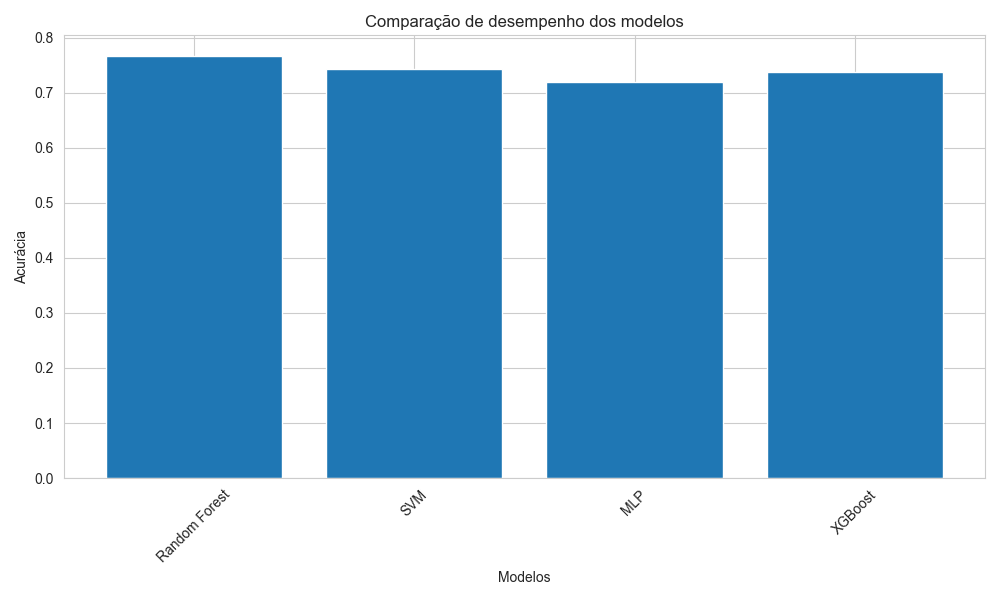 Comparação de desempenho dos modelos
0.8
0.7
0.6
0.5
0.4
0.3
0.2
0.1
0.0
Acurácia
Random Forest
SVM
MLP
XGBoost
Modelos